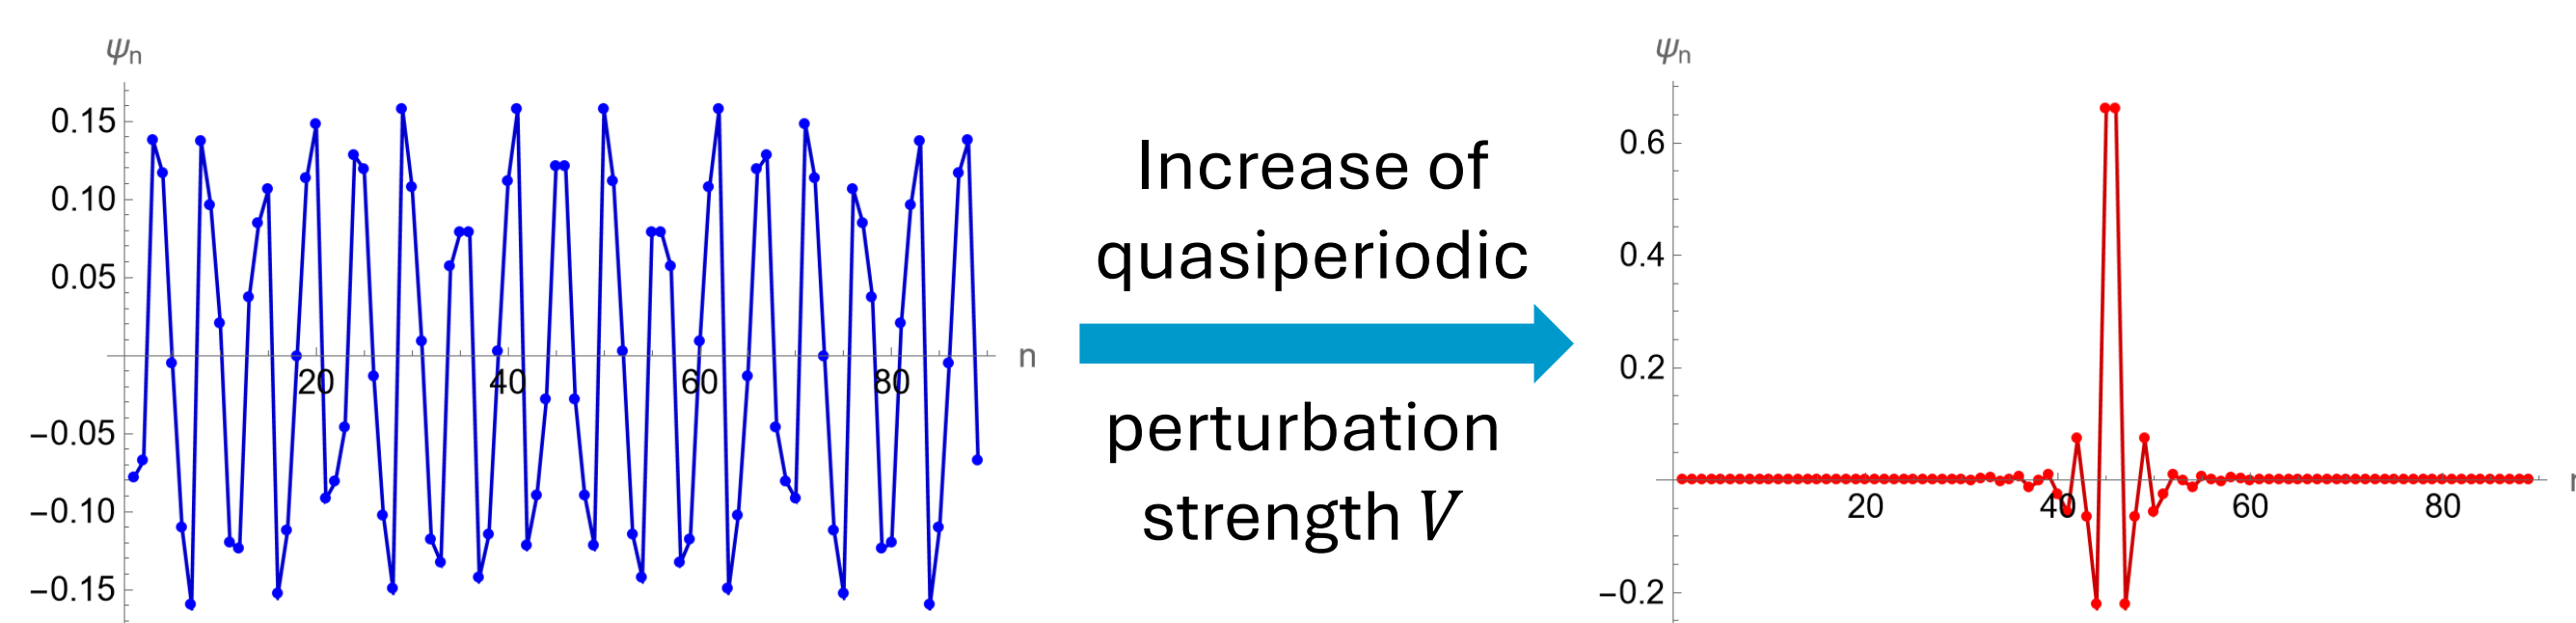 ψn
0.15
0.10
0.05
−0.05
−0.10
−0.15
20 40 60 80
n
Increase of
quasiperiodic
perturbation
strength V
ψn
0.6
0.4
0.2
−0.2
20 40 60 80